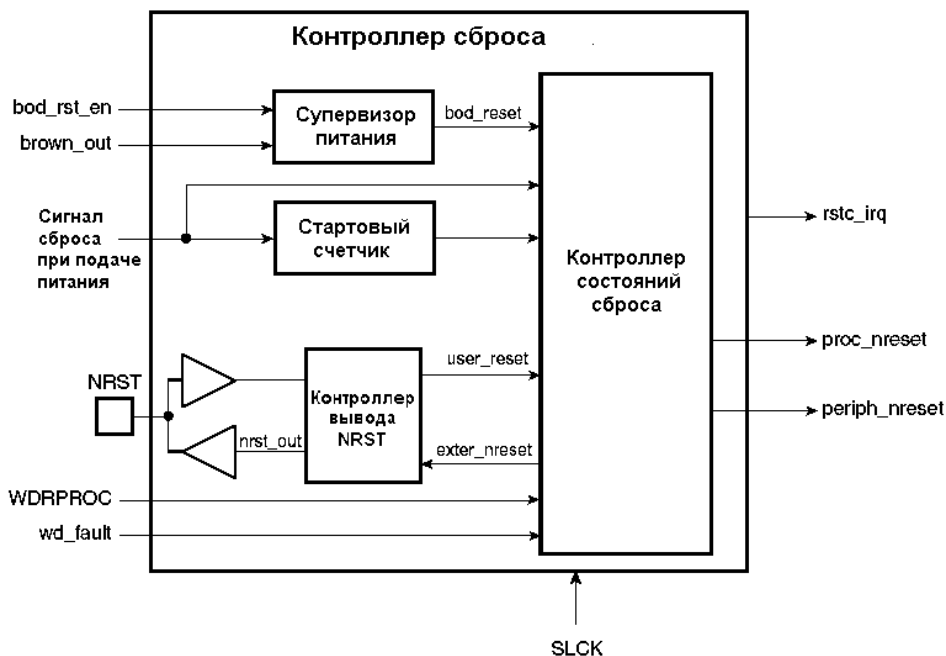 Контроллер сброса
bod_rst_en
brown_out
Супервизор
питания
bod_reset
Сигнал
сброса
при подаче
питания
Стартовый
счетчик
Контроллер
состояний
сброса
rstc_irq
proc_nreset
periph_nreset
NRST
Контроллер
вывода
NRST
user_reset
nrst_out
exter_nreset
WDRPROC
wd_fault
SLCK